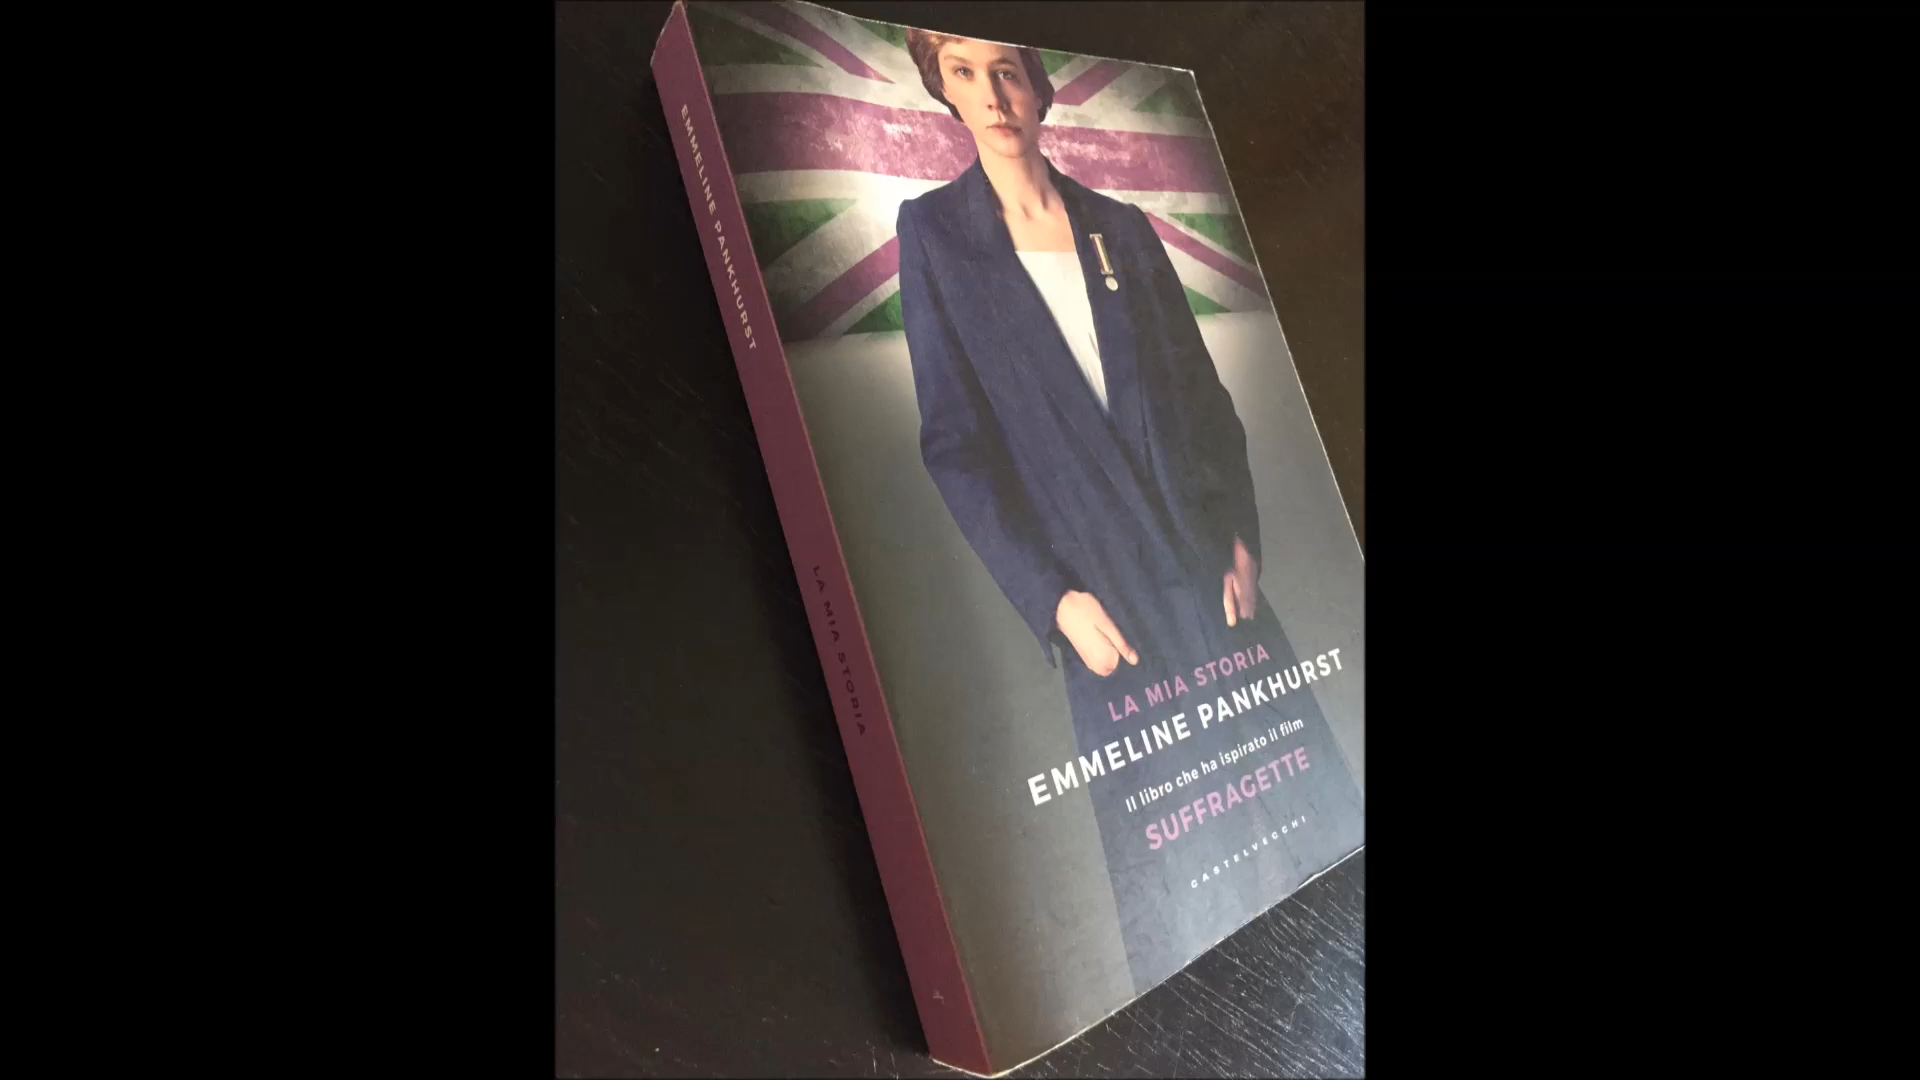 EMMELINE PANKHURST
LA MIA STORIA
LA MIA STORIA
EMMELINE PANKHURST
Il libro che ha ispirato il film
SUFFRAGETTE
CASTELVECCHI